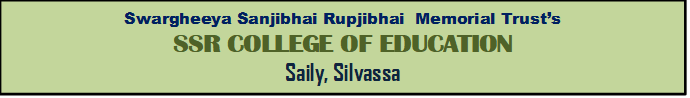 Swargheeya Sanjibhai Rupjibhai Memorial Trust's
SSR COLLEGE OF EDUCATION
Saily, Silvassa